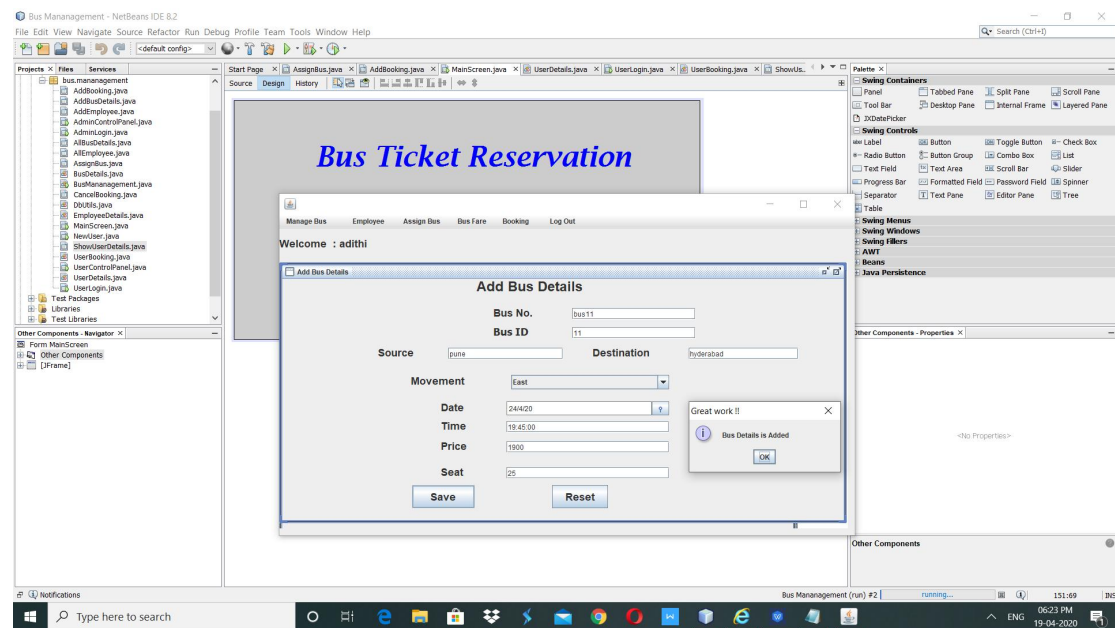 Bus Mananagement - NetBeans IDE 8.2
File Edit View Navigate Source Refactor Run Debug Profile Team Tools Window Help
Search (Ctrl+I)
<default config>
Projects Files Services
Start Page AssignBus.java AddBooking.java MainScreen.java UserDetails.java UserLogin.java UserBooking.java ShowUs..
Source Design History
bus.mananagement
AddBooking.java
AddBusDetails.java
AddEmployee.java
AdminControlPanel.java
AdminLogin.java
AllBusDetails.java
AllEmployee.java
AssignBus.java
BusDetails.java
BusMananagement.java
CancelBooking.java
DbUtils.java
EmployeeDetails.java
MainScreen.java
NewUser.java
ShowUserDetails.java
UserBooking.java
UserControlPanel.java
UserDetails.java
UserLogin.java
Test Packages
Libraries
Test Libraries
Other Components - Navigator
Form MainScreen
Other Components
[JFrame]
Bus Ticket Reservation
Manage Bus Employee Assign Bus Bus Fare Booking Log Out
Welcome : adithi
Add Bus Details
Add Bus Details
Bus No. bus11
Bus ID 11
Source pune Destination hyderabad
Movement East
Date 24/4/20
Time 19:45:00
Price 1900
Seat 25
Save Reset
Great work !!
Bus Details is Added
OK
Palette
Swing Containers
Panel Tabbed Pane Split Pane Scroll Pane
Tool Bar Desktop Pane Internal Frame Layered Pane
JXDatePicker
Swing Controls
Label Button Toggle Button Check Box
Radio Button Button Group Combo Box List
Text Field Text Area Scroll Bar Slider
Progress Bar Formatted Field Password Field Spinner
Separator Text Pane Editor Pane Tree
Table
Swing Menus
Swing Windows
Swing Fillers
AWT
Beans
Java Persistence
Other Components - Properties
<No Properties>
Other Components
Notifications
Bus Mananagement (run) #2 running... 151:69 INS
Type here to search
ENG
06:23 PM
19-04-2020